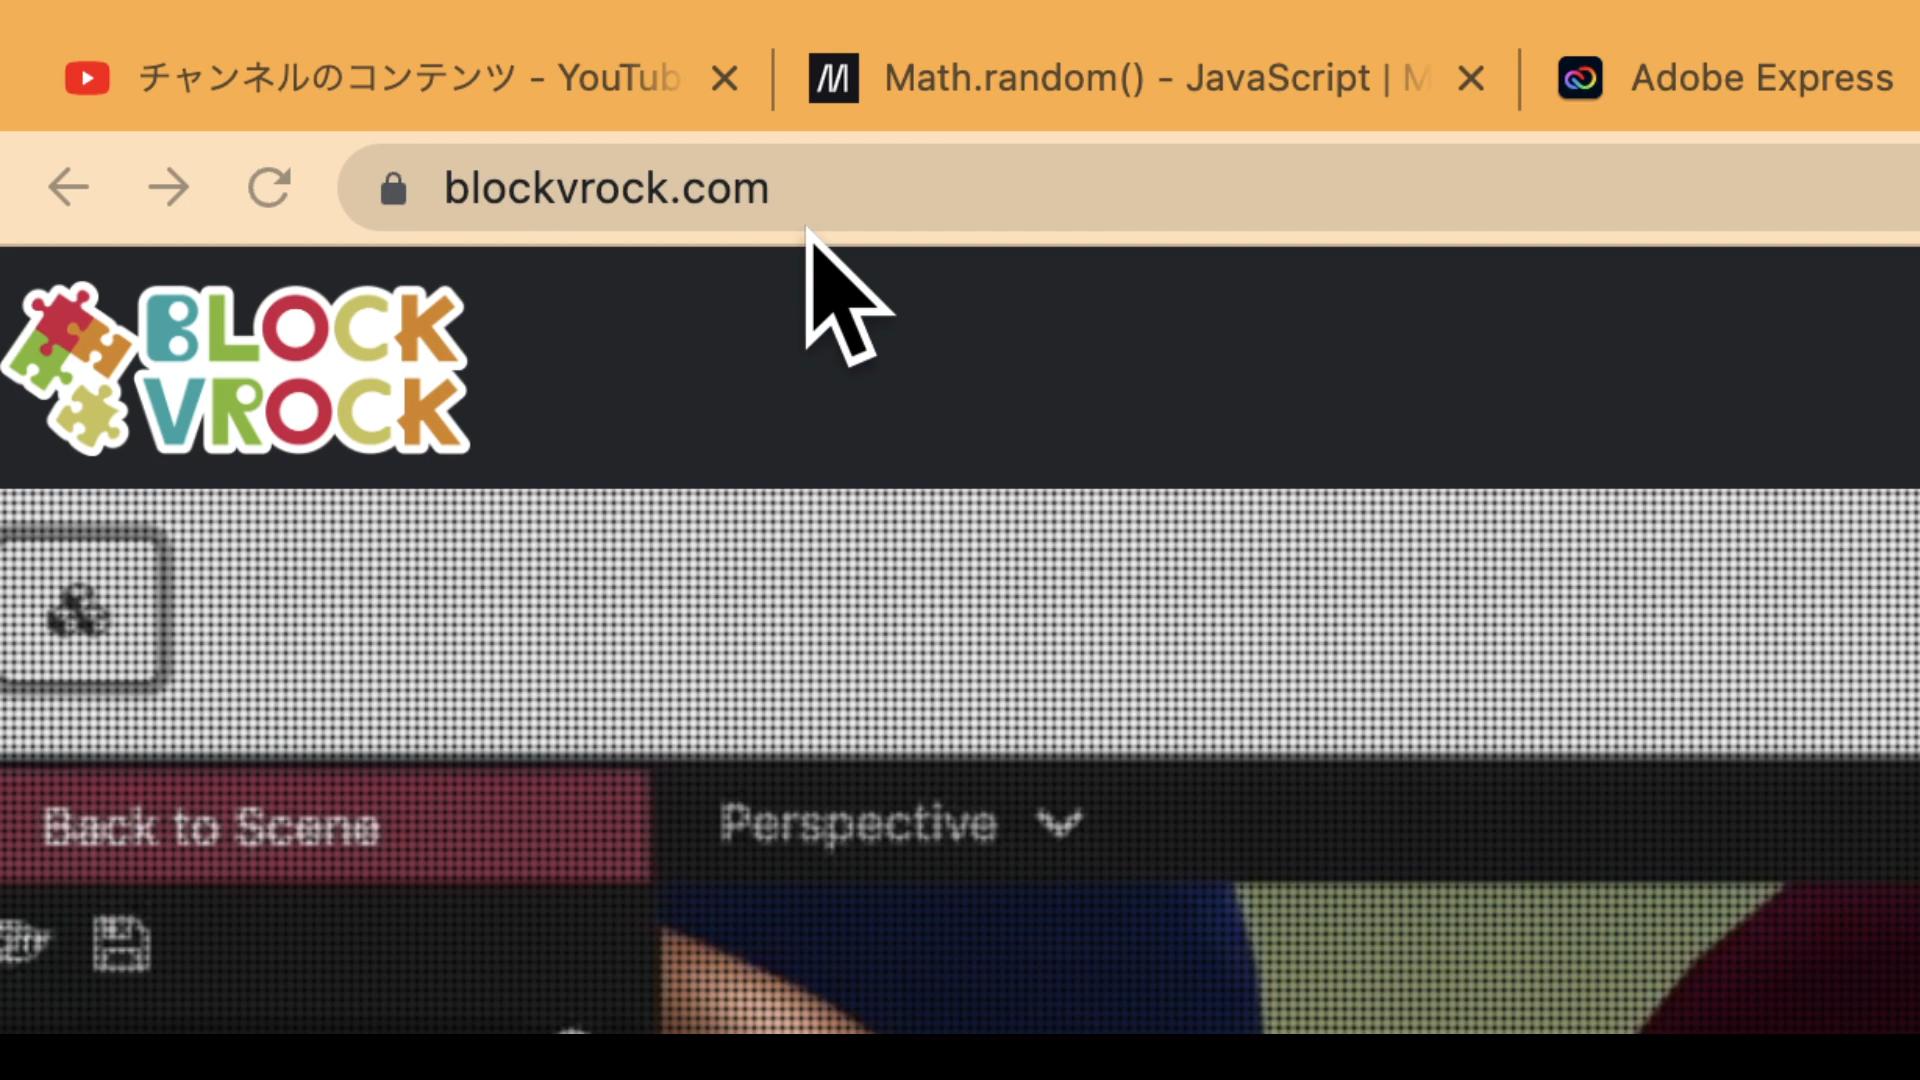 チャンネルのコンテンツ - YouTub
Math.random() - JavaScript | M
Adobe Express
blockvrock.com
BLOCK
VROCK
Back to Scene
Perspective